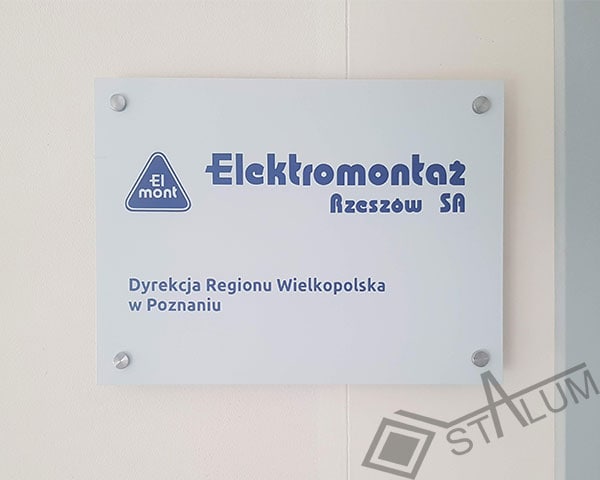 El
mont
Elektromontaż
Rzeszów SA
Dyrekcja Regionu Wielkopolska
w Poznaniu
STALUM